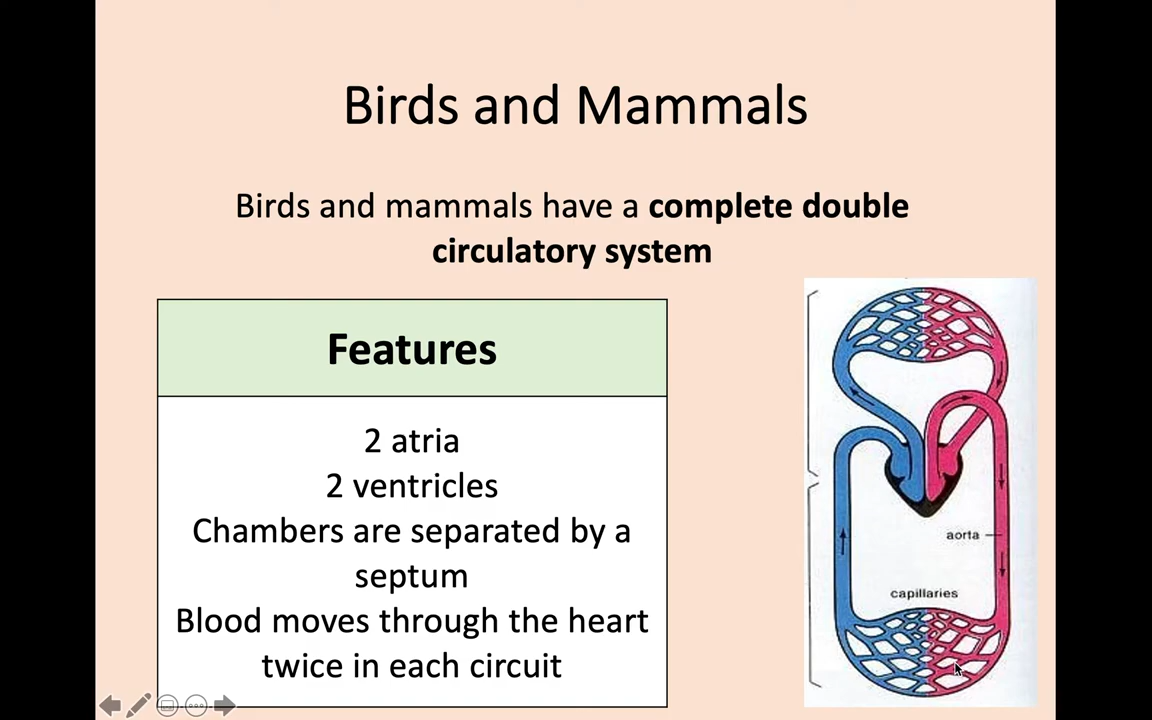 Birds and Mammals
Birds and mammals have a complete double
circulatory system
Features
2 atria
2 ventricles
Chambers are separated by a
septum
Blood moves through the heart
twice in each circuit
aorta
capillaries